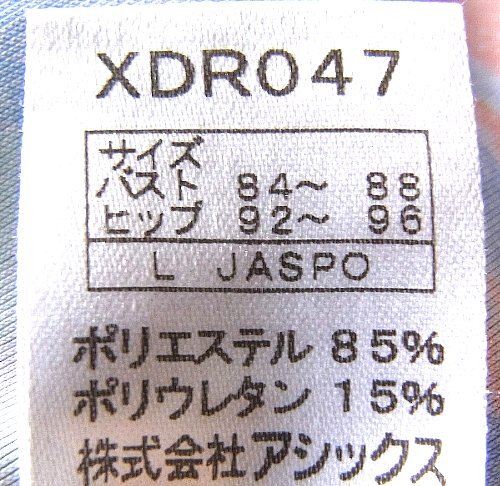 XDR047
サイズ
バスト 84〜 88
ヒップ 92〜 96
L JASPO
ポリエステル 85%
ポリウレタン 15%
株式会社アシックス